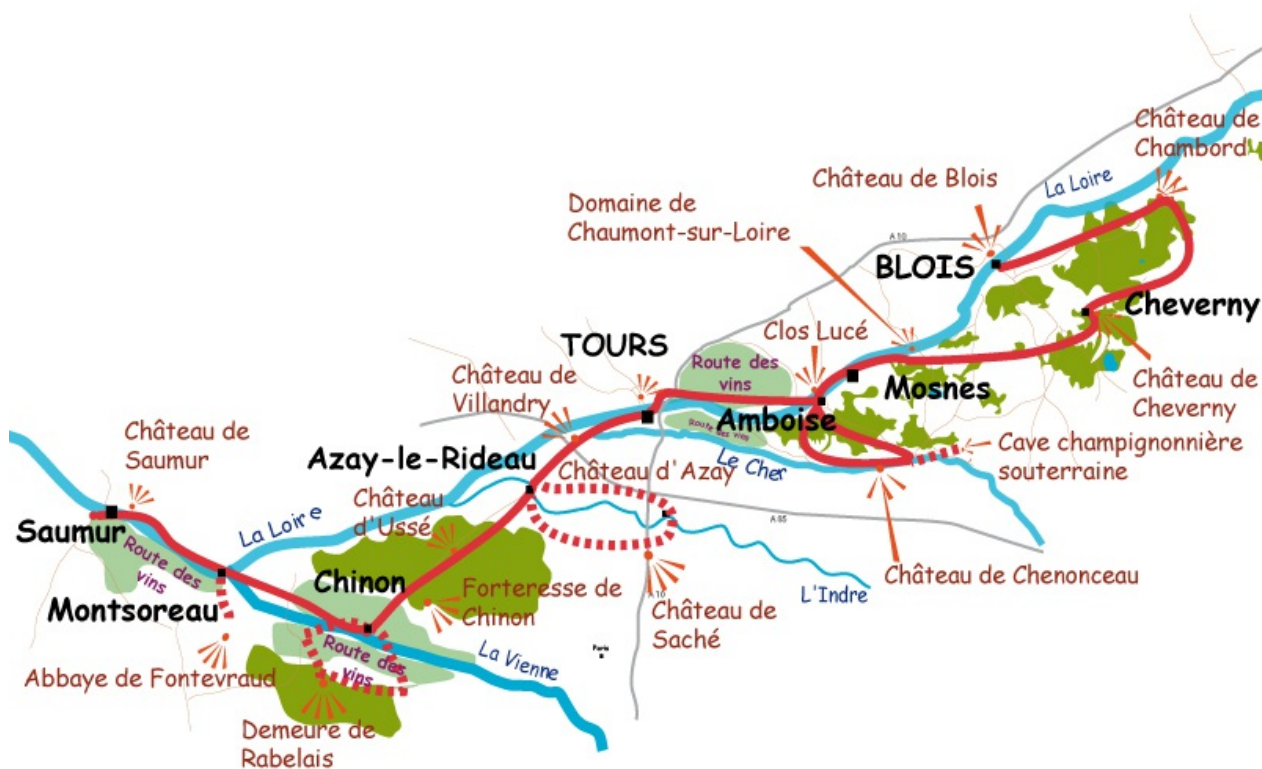 Château de
Chambord
Château de Blois
La Loire
Domaine de
Chaumont-sur-Loire
A 10
BLOIS
Cheverny
Clos Lucé
TOURS
Route des
vins
Château de
Villandry
Mosnes
Château de
Cheverny
Amboise
Route des vins
Château de
Saumur
Cave champignonnière
souterraine
Azay-le-Rideau
Château d'Azay
Le Cher
Château
d'Ussé
La Loire
A 85
Saumur
Route des
vins
Château de Chenonceau
Chinon
Forteresse de
Chinon
L'Indre
Montsoreau
A 10
Château de
Saché
Route des
vins
La Vienne
Paris
Abbaye de Fontevraud
Demeure de
Rabelais